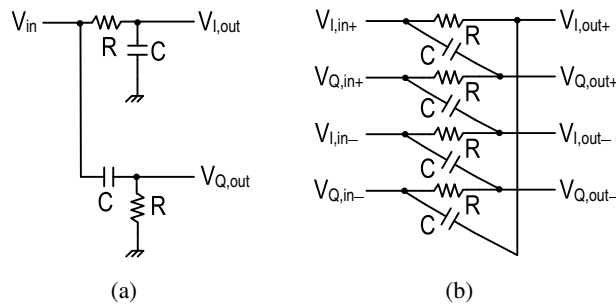 V_in
R
C
V_I,out
C
R
V_Q,out
(a)
V_I,in+
R
C
V_I,out+
V_Q,in+
R
C
V_Q,out+
V_I,in–
R
C
V_I,out–
V_Q,in–
R
C
V_Q,out–
(b)